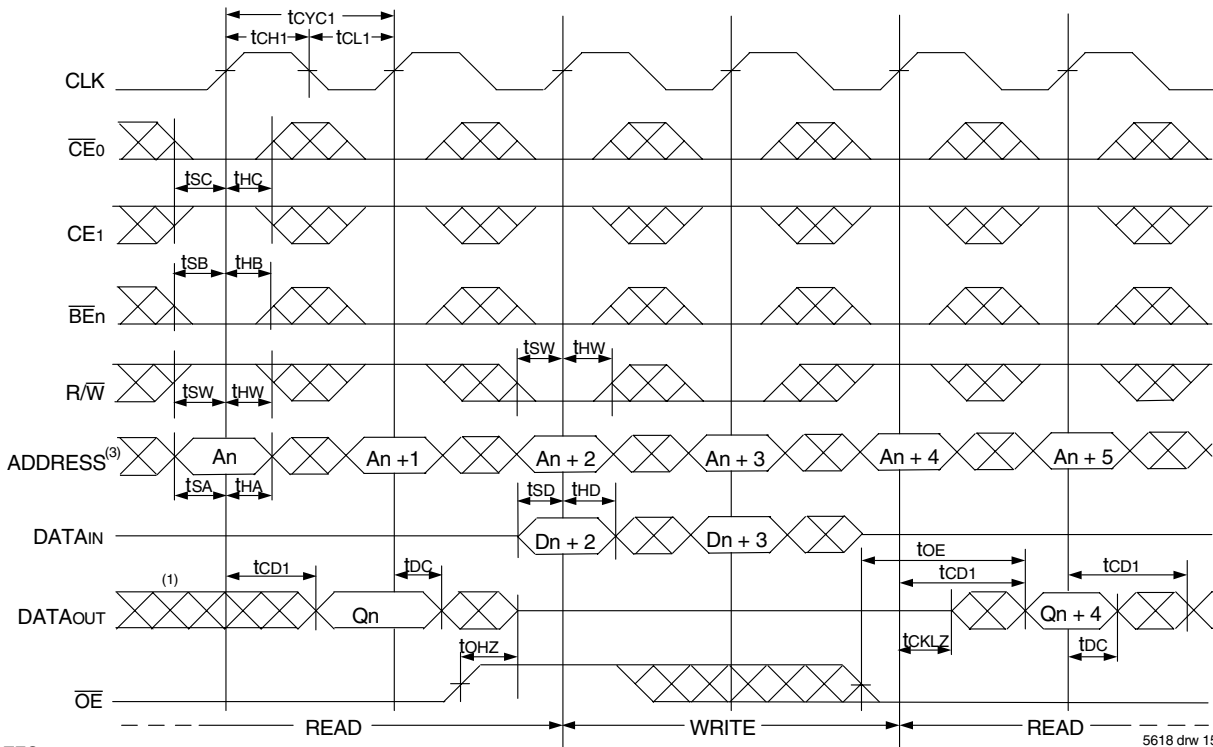 tCYC1
tCH1 tCL1
CLK
CE0
tSC tHC
CE1
tSB tHB
BEn
tSW tHW
R/W
tSW tHW
ADDRESS(3) An An +1 An + 2 An + 3 An + 4 An + 5
tSA tHA tSD tHD
DATAIN Dn + 2 Dn + 3
tOE
(1) tCD1 tDC tCD1 tCD1
DATAOUT Qn Qn + 4
tOHZ tCKLZ tDC
OE
READ WRITE READ
5618 drw 15